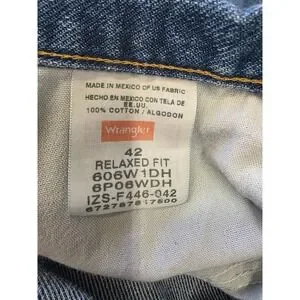 MADE IN MEXICO OF US FABRIC
HECHO EN MEXICO CON TELA DE
EE.UU.
100% COTTON / ALGODON
Wrangler
42
RELAXED FIT
606W1DH
6P06WDH
IZS-F446-042
672767617500